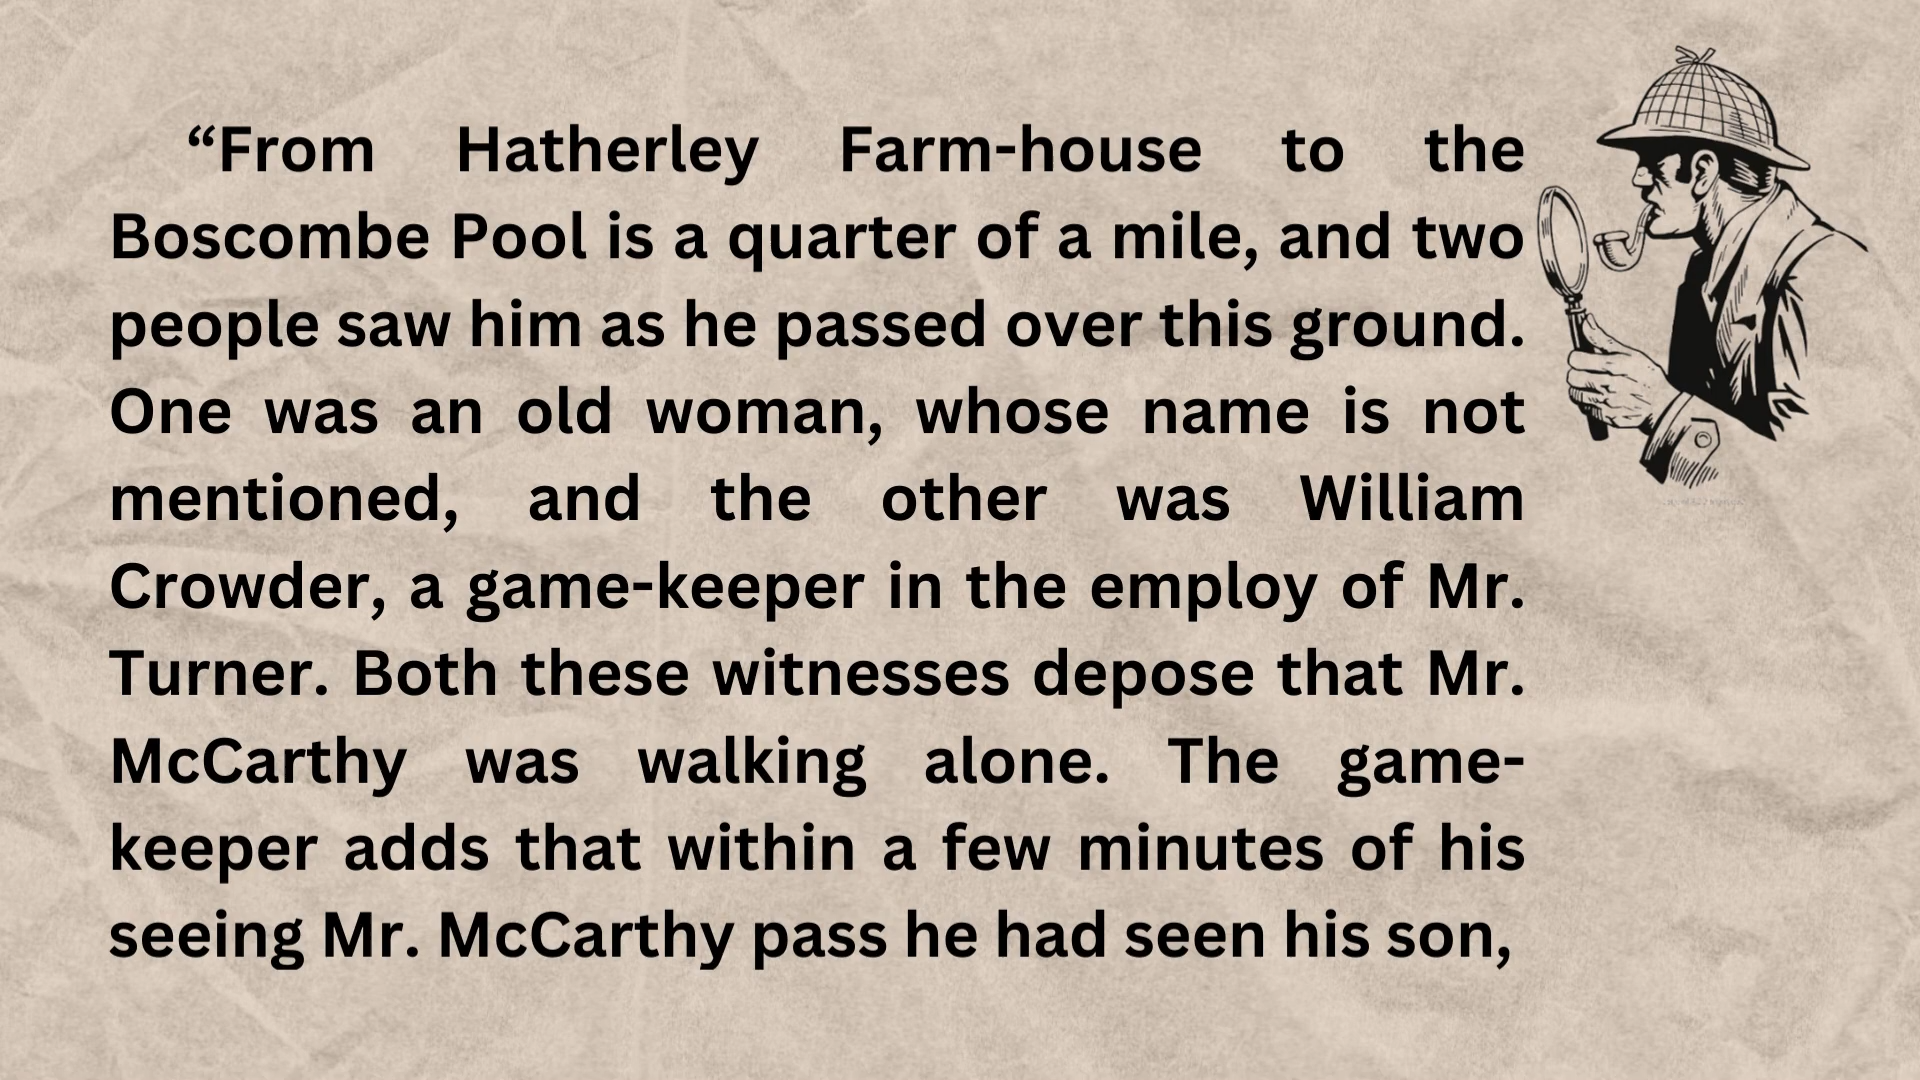 “From Hatherley Farm-house to the
Boscombe Pool is a quarter of a mile, and two
people saw him as he passed over this ground.
One was an old woman, whose name is not
mentioned, and the other was William
Crowder, a game-keeper in the employ of Mr.
Turner. Both these witnesses depose that Mr.
McCarthy was walking alone. The game-
keeper adds that within a few minutes of his
seeing Mr. McCarthy pass he had seen his son,